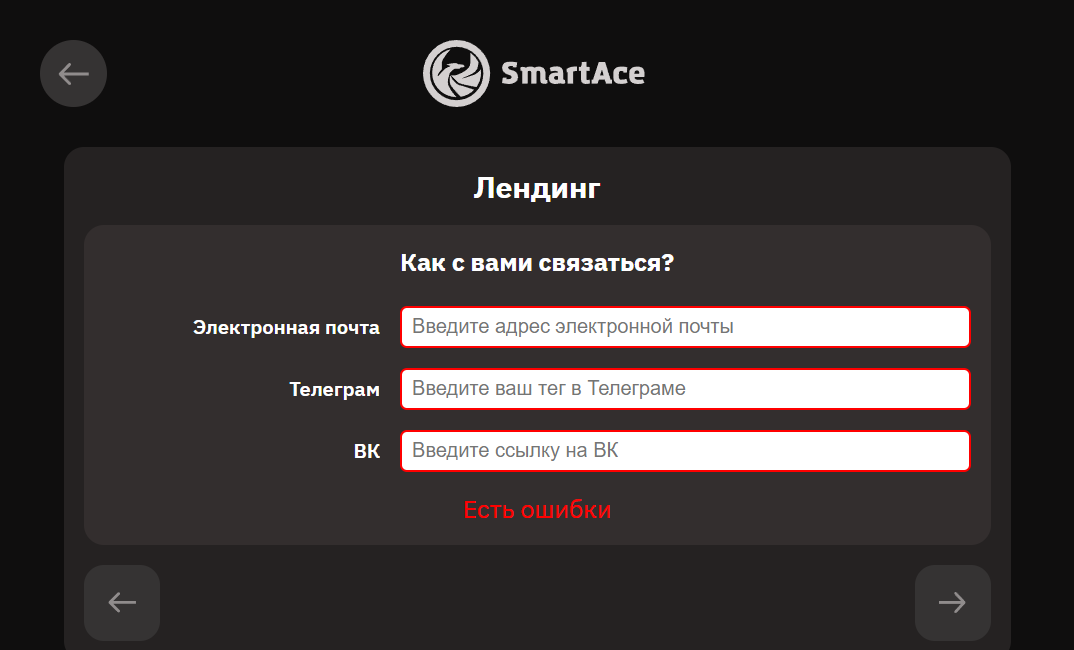 SmartAce
Лендинг
Как с вами связаться?
Электронная почта
Введите адрес электронной почты
Телеграм
Введите ваш тег в Телеграме
ВК
Введите ссылку на ВК
Есть ошибки